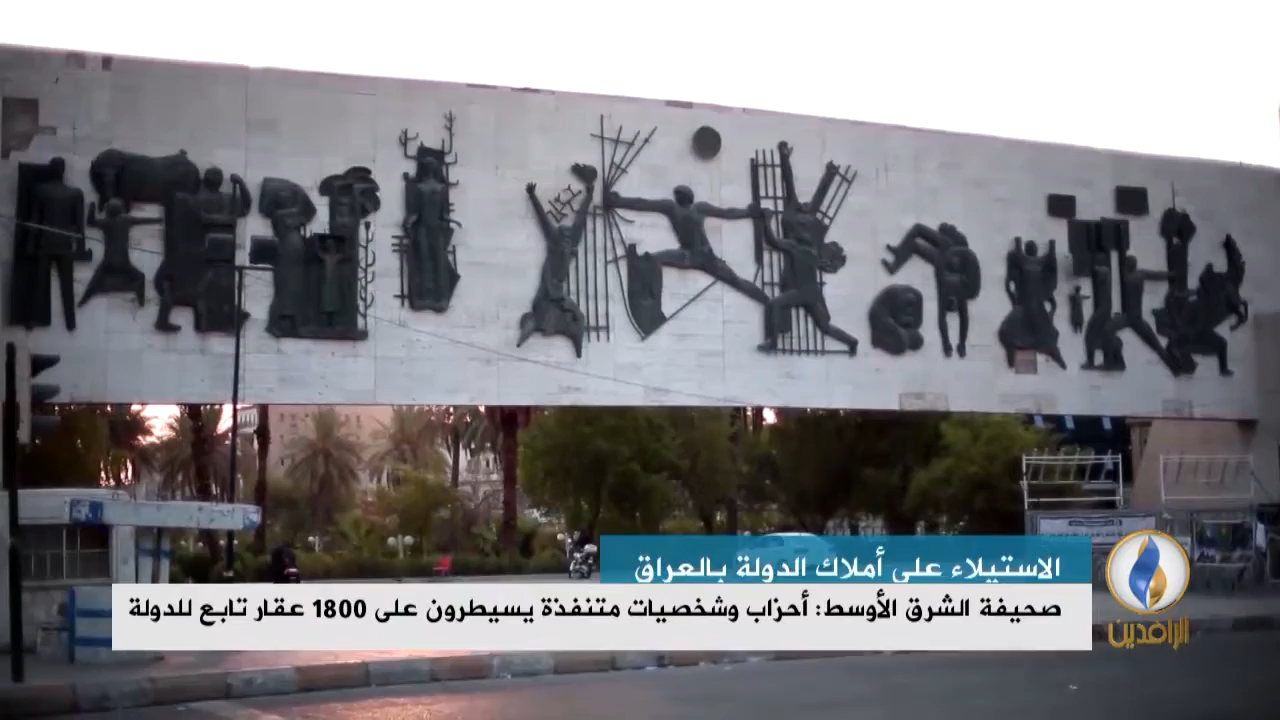 الاستيلاء على أملاك الدولة بالعراق
صحيفة الشرق الأوسط: أحزاب وشخصيات متنفذة يسيطرون على 1800 عقار تابع للدولة
الرافدين